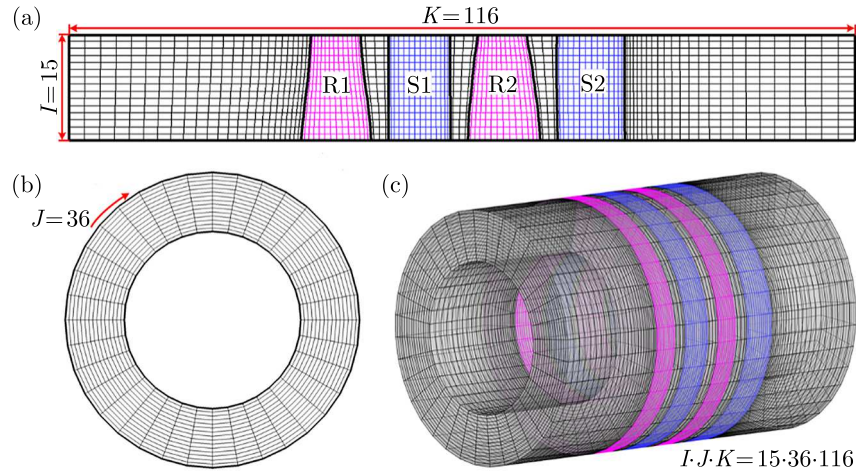 (a)
K=116
I=15
R1
S1
R2
S2
(b)
J=36
(c)
I·J·K=15·36·116